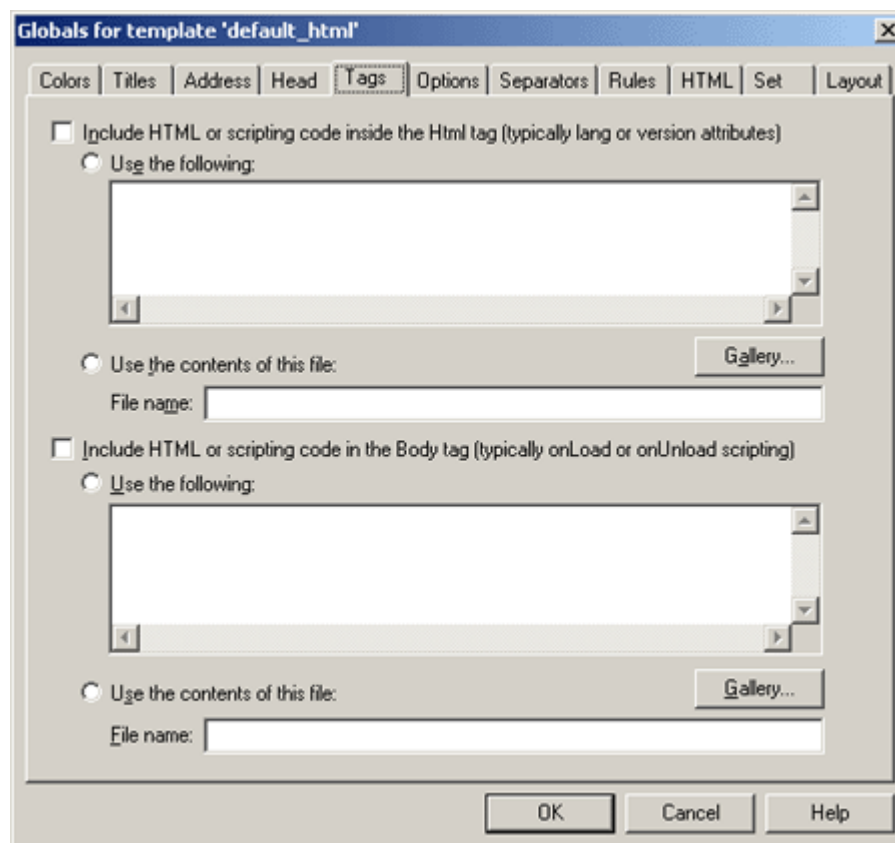 Globals for template 'default_html'
Colors Titles Address Head Tags Options Separators Rules HTML Set Layout
Include HTML or scripting code inside the Html tag (typically lang or version attributes)
Use the following:
Gallery...
Use the contents of this file:
File name:
Include HTML or scripting code in the Body tag (typically onLoad or onUnload scripting)
Use the following:
Gallery...
Use the contents of this file:
File name:
OK Cancel Help